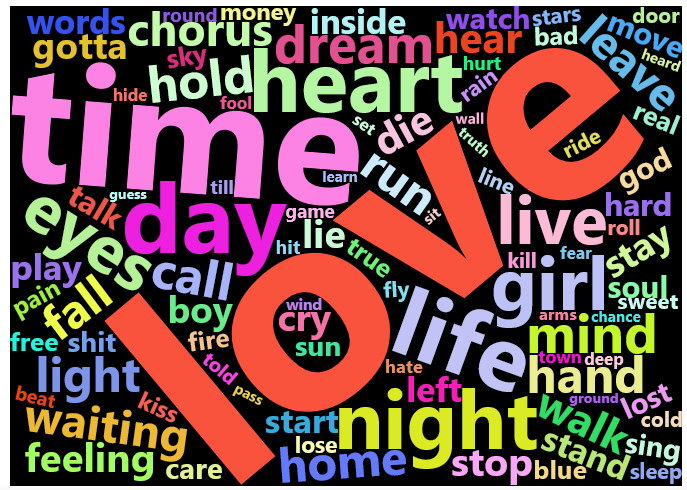 words
round
money
inside
watch
stars
door
gotta
chorus
dream
hear
bad
leave
move
heard
sky
hold
heart
hurt
rain
real
hide
time
fool
set
die
wall
truth
love
ride
god
run
learn
line
till
guess
talk
day
game
eyes
sit
live
hard
roll
hit
lie
true
kill
fear
stay
play
call
fly
girl
soul
sweet
pain
fall
boy
wind
cry
life
arms
chance
mind
free
shit
fire
sun
town
deep
told
hate
light
hand
beat
kiss
pass
left
ground
lost
waiting
start
night
walk
cold
lose
sing
feeling
care
home
stop
blue
stand
sleep